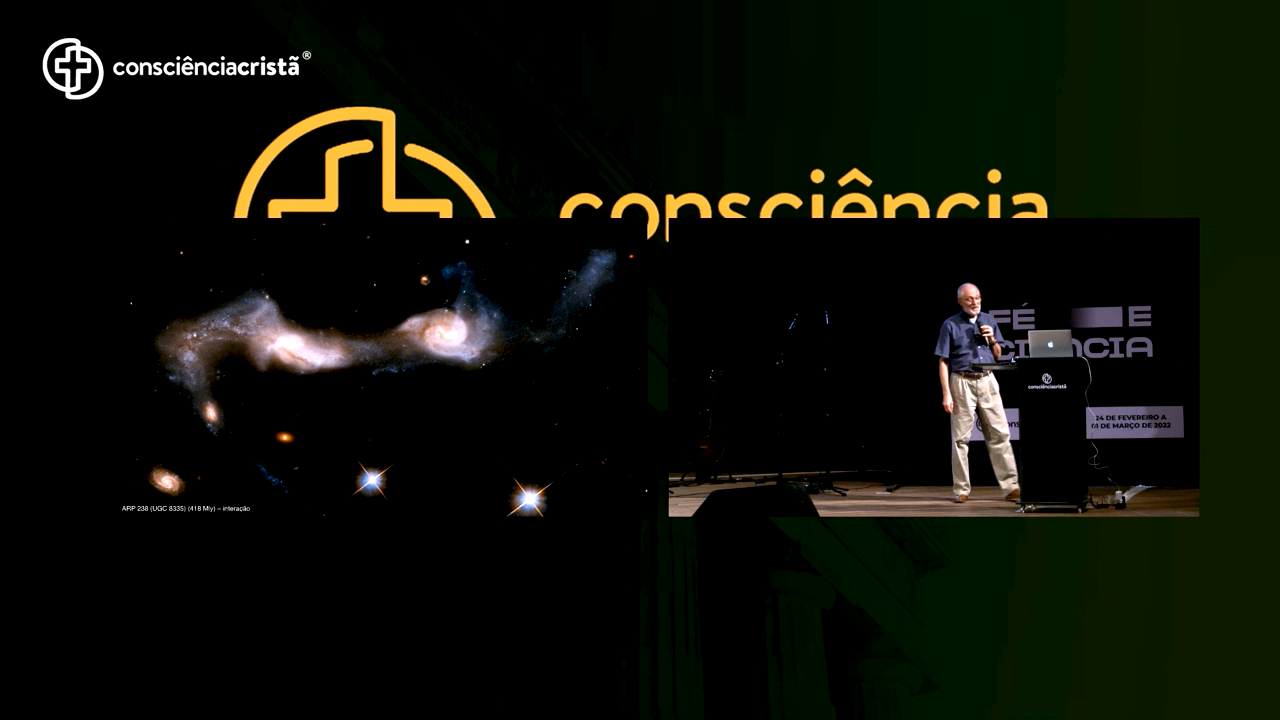 consciênciacristã®
consciência
ARP 238 (UGC 8335) (418 Mly) – interação
FÉ E
CIÊNCIA
consciênciacristã
24 DE FEVEREIRO A
01 DE MARÇO DE 2022